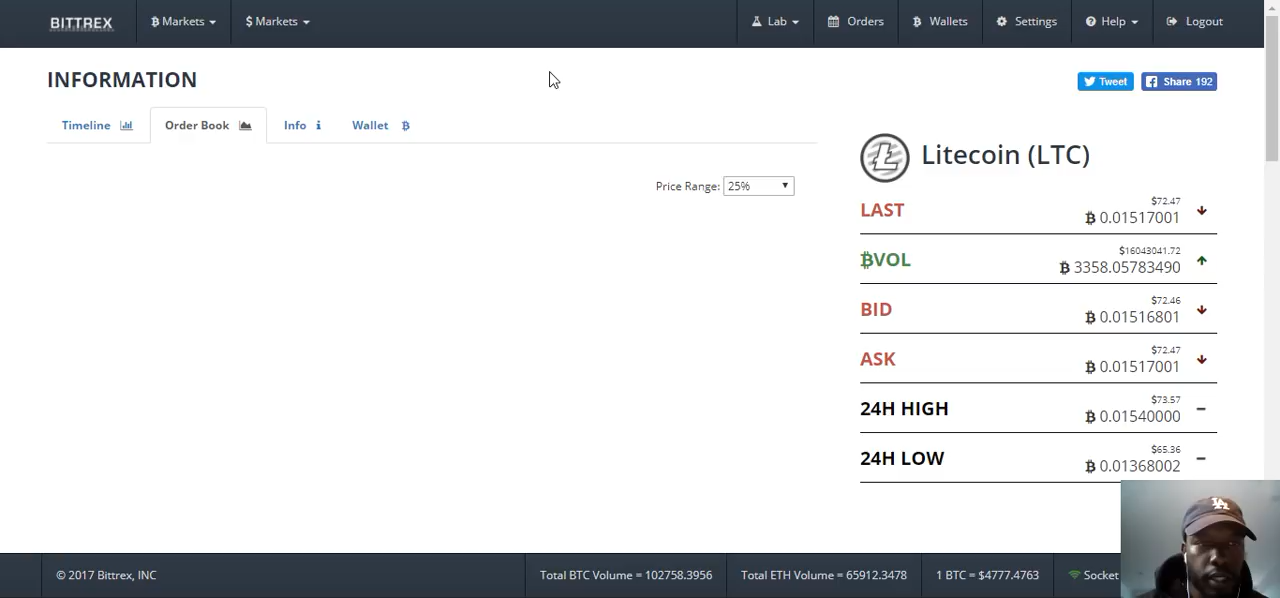 BITTREX
Ƀ Markets
$ Markets
Lab
Orders
Ƀ Wallets
Settings
Help
Logout
INFORMATION
Tweet
Share 192
Timeline
Order Book
Info
Wallet Ƀ
Litecoin (LTC)
Price Range: 25%
LAST
$72.47
Ƀ 0.01517001
ɃVOL
$16043041.72
Ƀ 3358.05783490
BID
$72.46
Ƀ 0.01516801
ASK
$72.47
Ƀ 0.01517001
24H HIGH
$73.57
Ƀ 0.01540000
24H LOW
$65.36
Ƀ 0.01368002
LA
© 2017 Bittrex, INC
Total BTC Volume = 102758.3956
Total ETH Volume = 65912.3478
1 BTC = $4777.4763
Socket